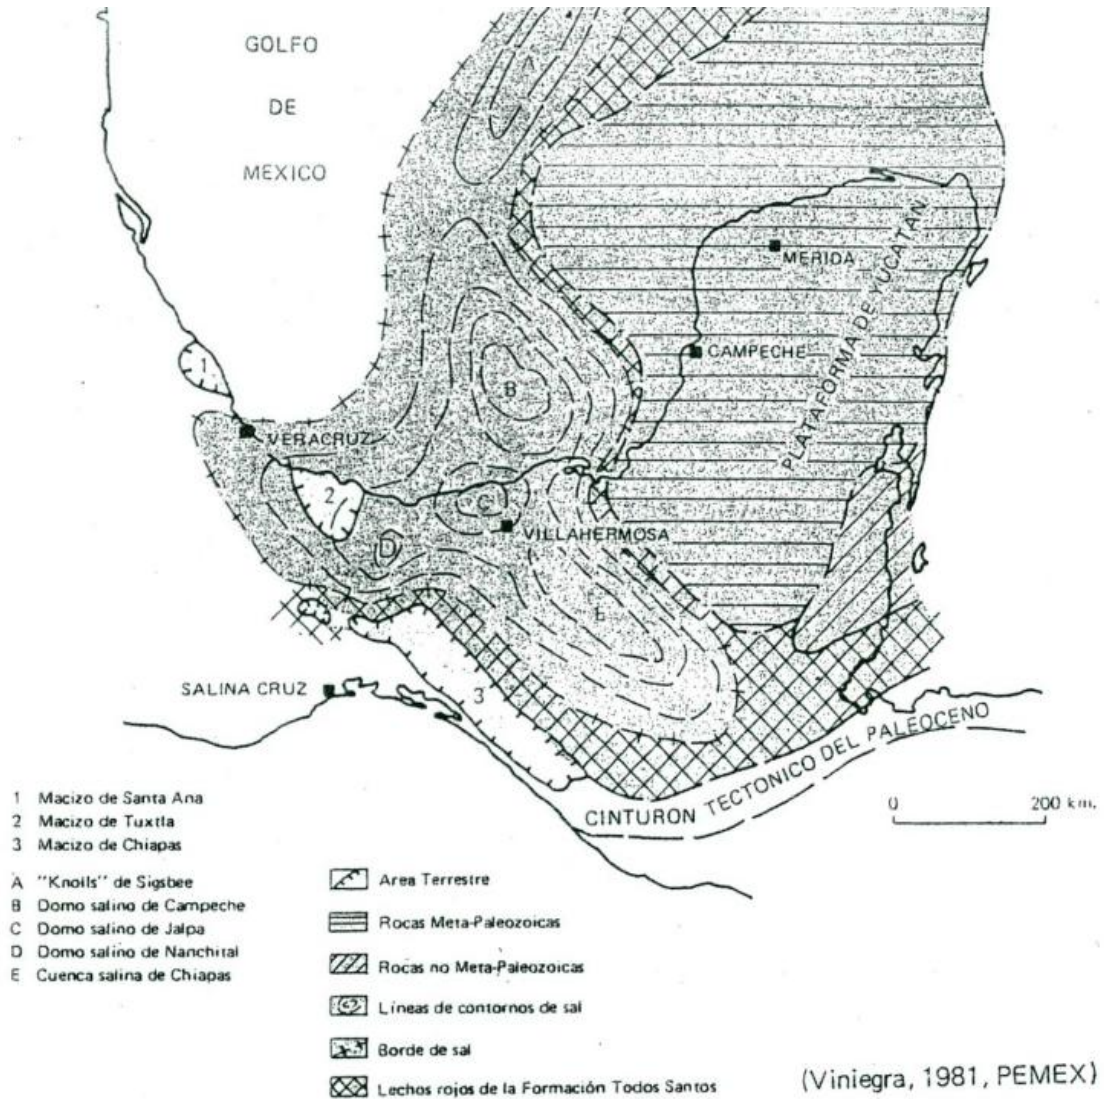 GOLFO
DE
MEXICO
A
MERIDA
PLATAFORMA DE YUCATAN
CAMPECHE
1
B
VERACRUZ
2
C
VILLAHERMOSA
D
E
SALINA CRUZ
3
CINTURON TECTONICO DEL PALEOCENO
0 200 km,
1 Macizo de Santa Ana
2 Macizo de Tuxtla
3 Macizo de Chiapas
A "Knolls" de Sigsbee
B Domo salino de Campeche
C Domo salino de Jalpa
D Domo salino de Nanchital
E Cuenca salina de Chiapas
Area Terrestre
Rocas Meta-Paleozoicas
Rocas no Meta-Paleozoicas
Líneas de contornos de sal
Borde de sal
Lechos rojos de la Formación Todos Santos
(Viniegra, 1981, PEMEX)